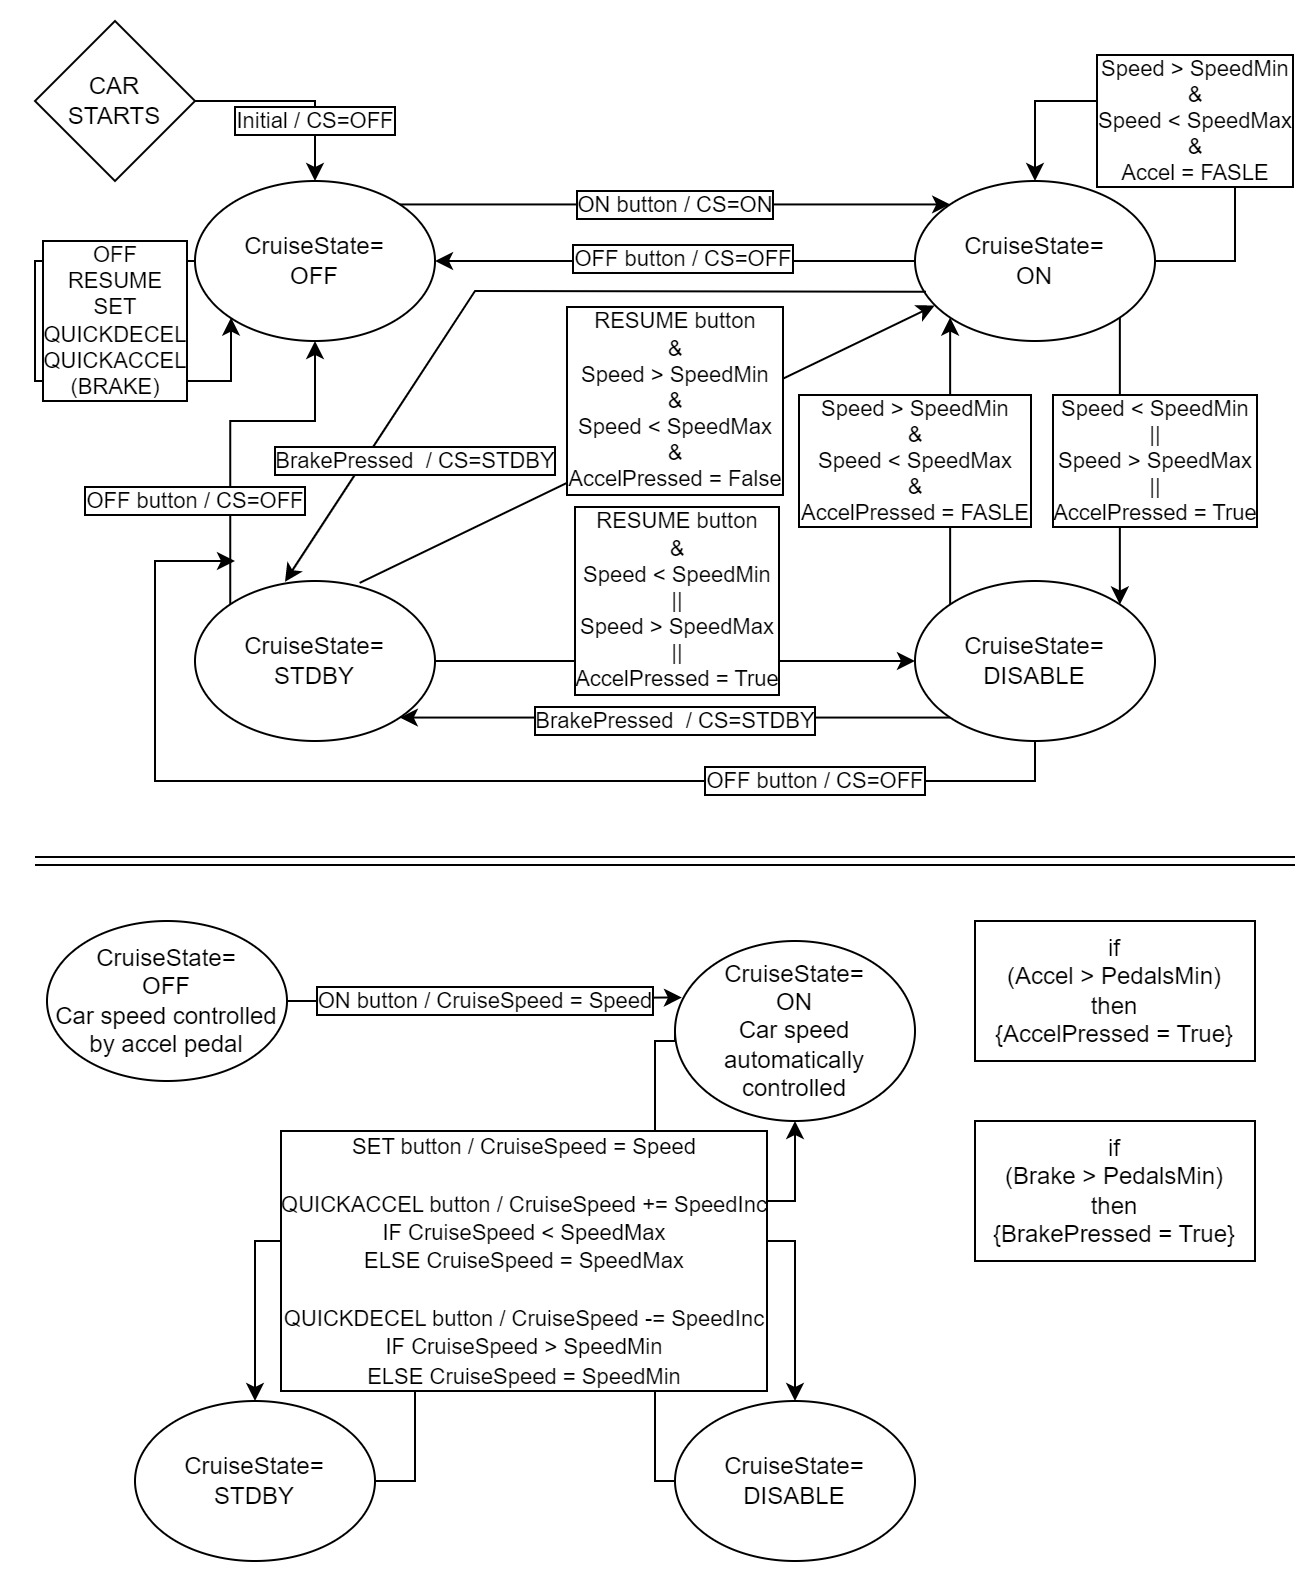 CAR
STARTS
Initial / CS=OFF
Speed > SpeedMin
&
Speed < SpeedMax
&
Accel = FASLE
CruiseState=
OFF
ON button / CS=ON
OFF button / CS=OFF
CruiseState=
ON
OFF
RESUME
SET
QUICKDECEL
QUICKACCEL
(BRAKE)
RESUME button
&
Speed > SpeedMin
&
Speed < SpeedMax
&
AccelPressed = False
Speed > SpeedMin
&
Speed < SpeedMax
&
AccelPressed = FASLE
Speed < SpeedMin
||
Speed > SpeedMax
||
AccelPressed = True
BrakePressed  / CS=STDBY
OFF button / CS=OFF
RESUME button
&
Speed < SpeedMin
||
Speed > SpeedMax
||
AccelPressed = True
CruiseState=
STDBY
CruiseState=
DISABLE
BrakePressed  / CS=STDBY
OFF button / CS=OFF
CruiseState=
OFF
Car speed controlled
by accel pedal
ON button / CruiseSpeed = Speed
CruiseState=
ON
Car speed
automatically
controlled
if
(Accel > PedalsMin)
then
{AccelPressed = True}
SET button / CruiseSpeed = Speed
QUICKACCEL button / CruiseSpeed += SpeedInc
IF CruiseSpeed < SpeedMax
ELSE CruiseSpeed = SpeedMax
QUICKDECEL button / CruiseSpeed -= SpeedInc
IF CruiseSpeed > SpeedMin
ELSE CruiseSpeed = SpeedMin
if
(Brake > PedalsMin)
then
{BrakePressed = True}
CruiseState=
STDBY
CruiseState=
DISABLE